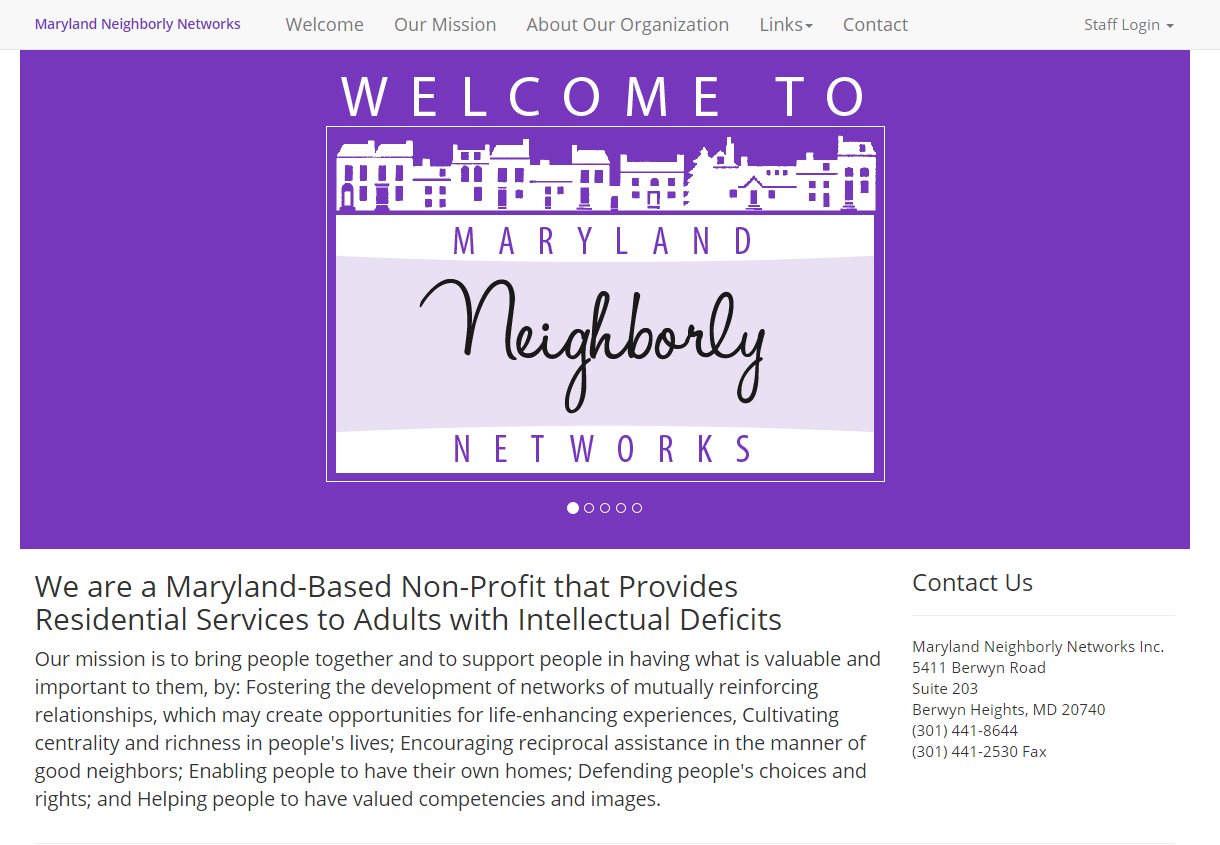 Maryland Neighborly Networks Welcome Our Mission About Our Organization Links Contact Staff Login
WELCOME TO
MARYLAND
Neighborly
NETWORKS
We are a Maryland-Based Non-Profit that Provides
Residential Services to Adults with Intellectual Deficits
Our mission is to bring people together and to support people in having what is valuable and
important to them, by: Fostering the development of networks of mutually reinforcing
relationships, which may create opportunities for life-enhancing experiences, Cultivating
centrality and richness in people's lives; Encouraging reciprocal assistance in the manner of
good neighbors; Enabling people to have their own homes; Defending people's choices and
rights; and Helping people to have valued competencies and images.
Contact Us
Maryland Neighborly Networks Inc.
5411 Berwyn Road
Suite 203
Berwyn Heights, MD 20740
(301) 441-8644
(301) 441-2530 Fax